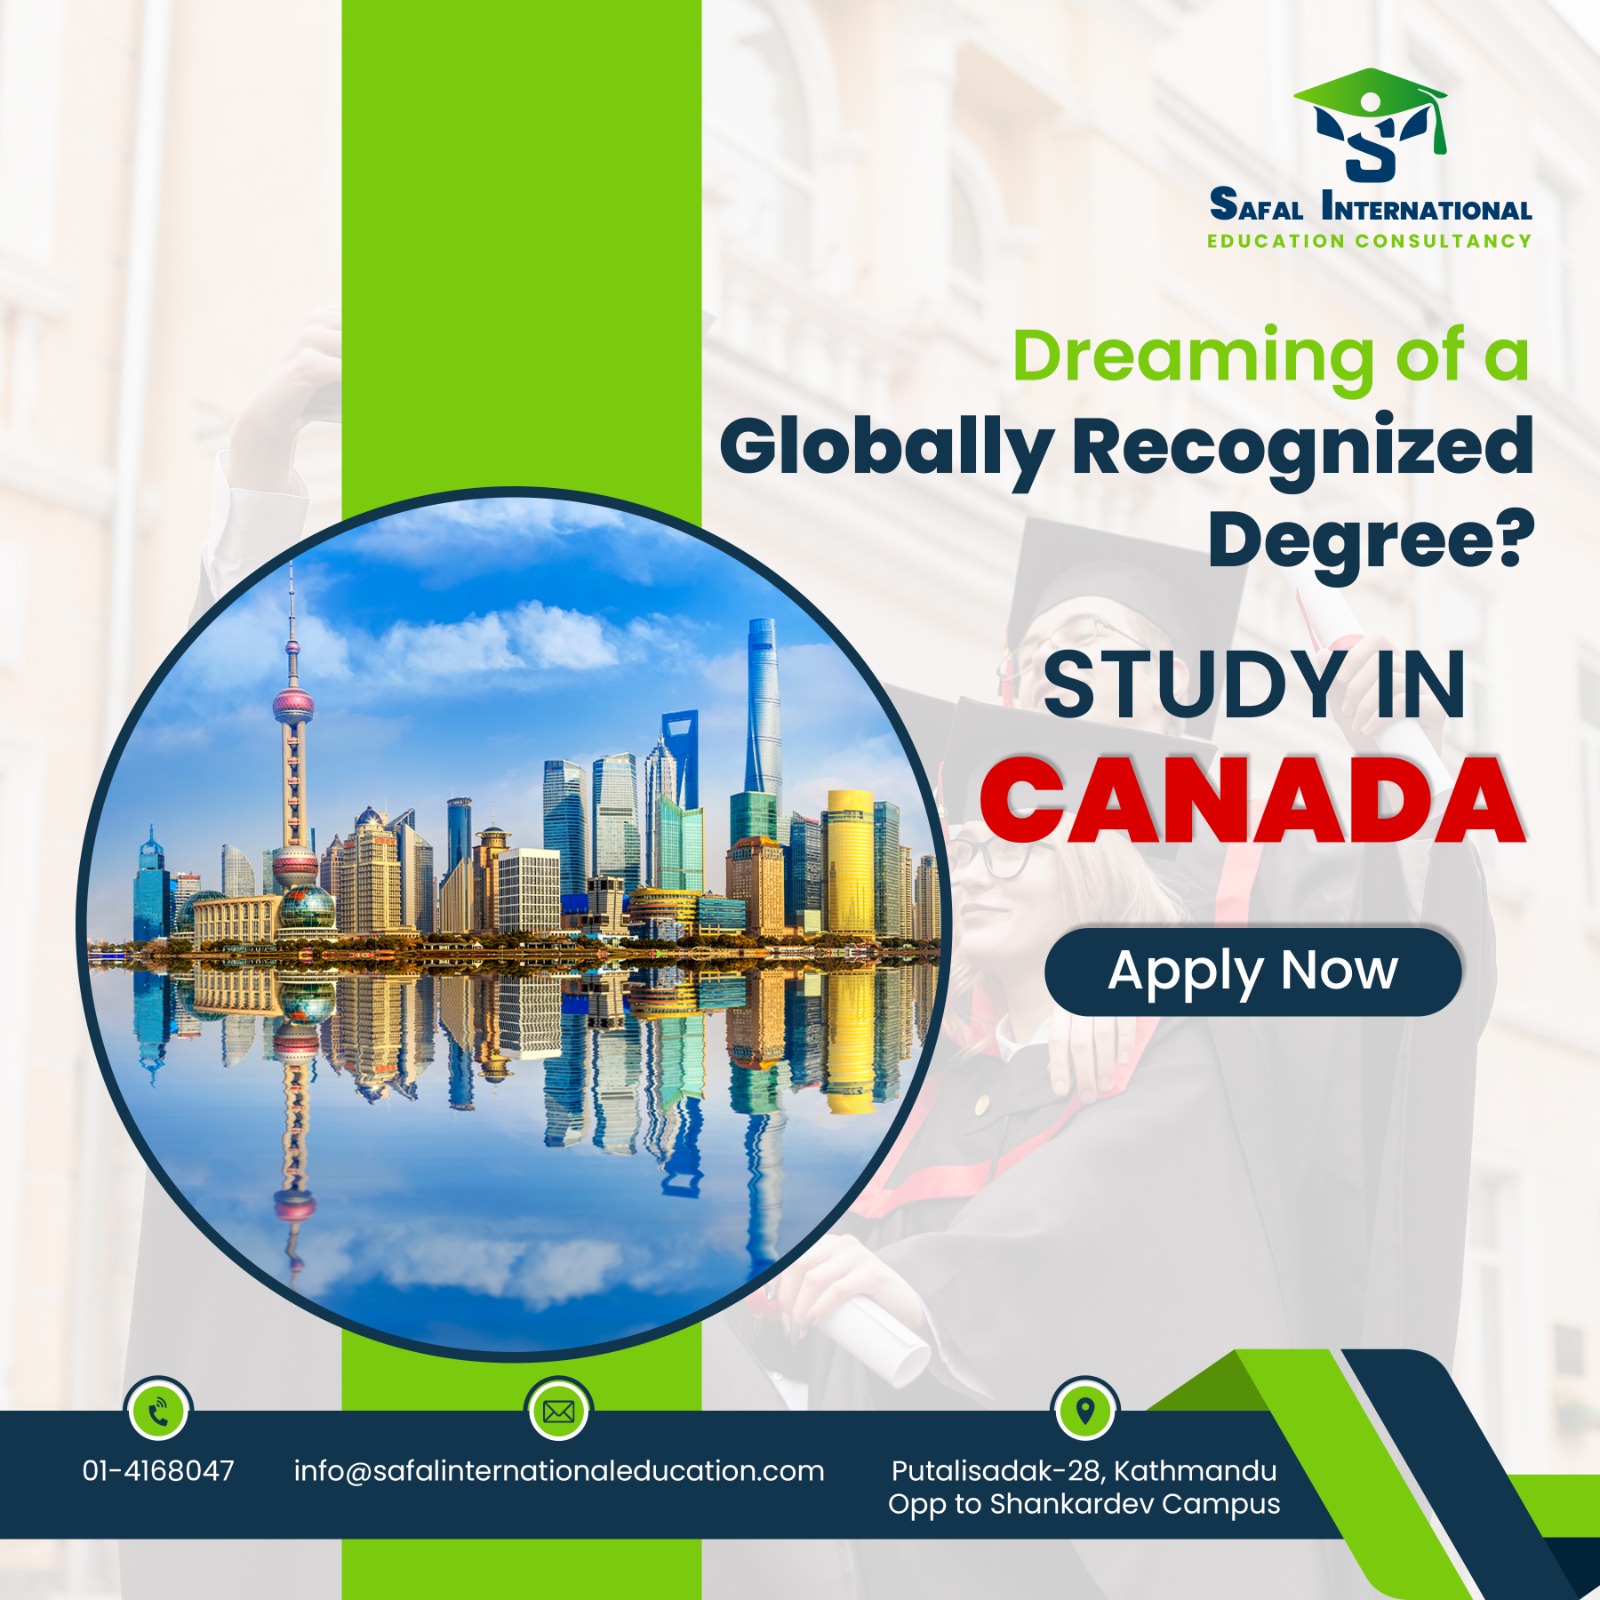 SAFAL INTERNATIONAL
EDUCATION CONSULTANCY
Dreaming of a
Globally Recognized
Degree?
STUDY IN
CANADA
Apply Now
01-4168047
info@safalinternationaleducation.com
Putalisadak-28, Kathmandu
Opp to Shankardev Campus